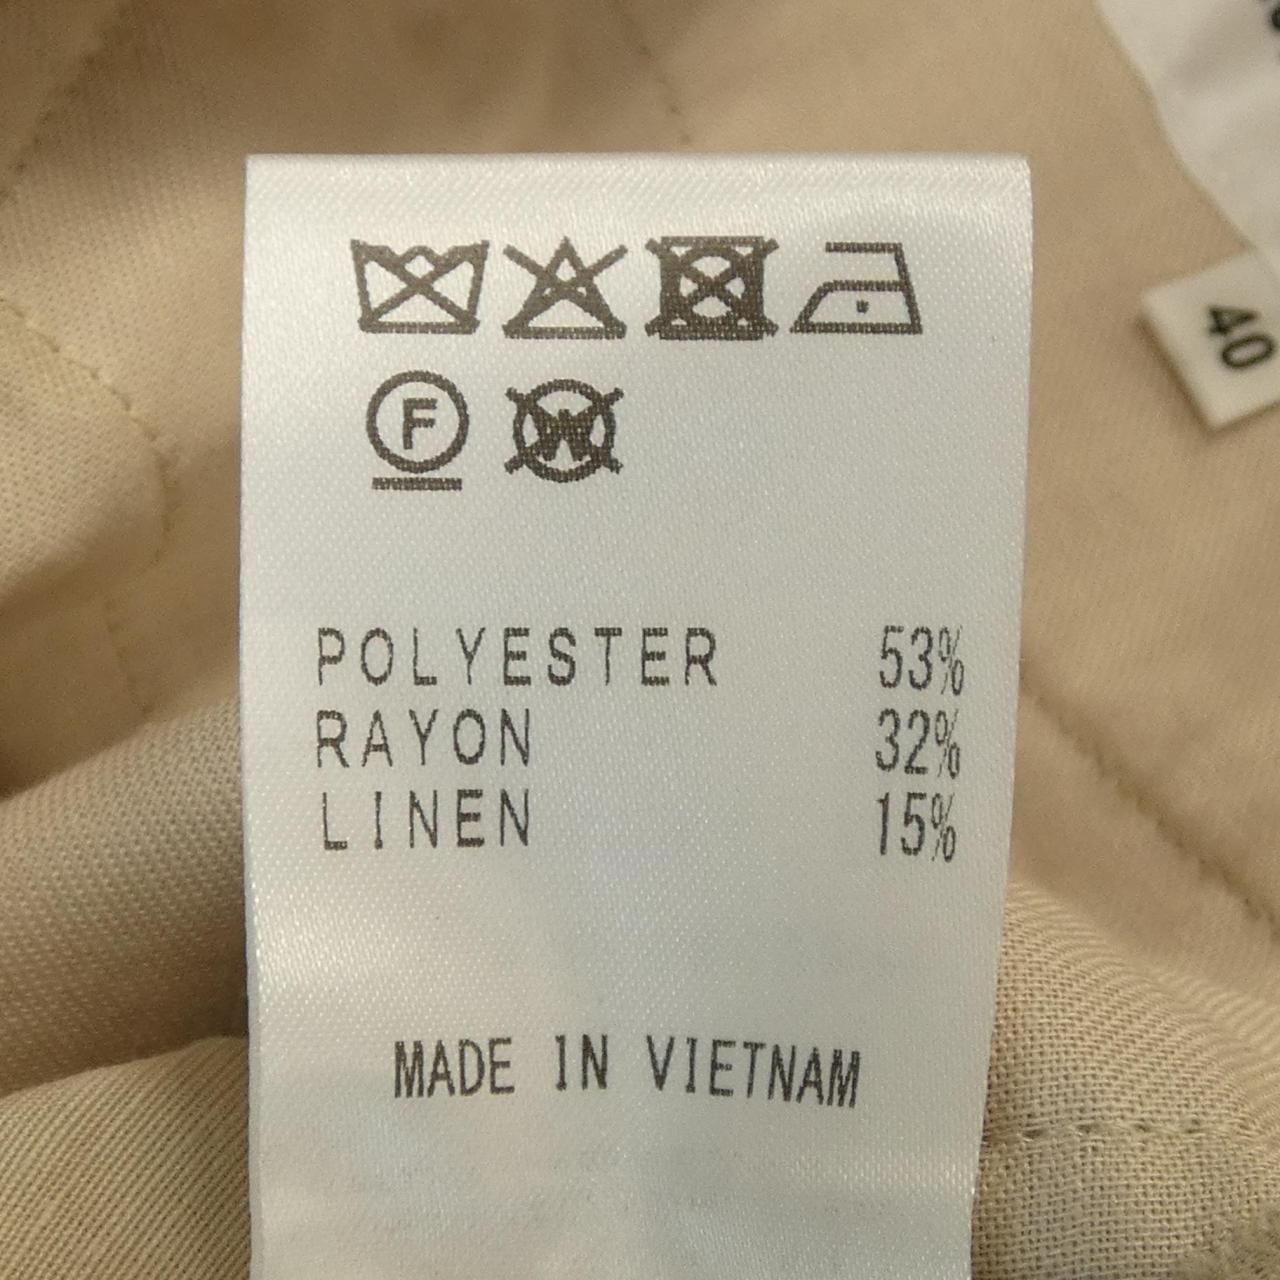 40
F
W
POLYESTER 53%
RAYON 32%
LINEN 15%
MADE IN VIETNAM